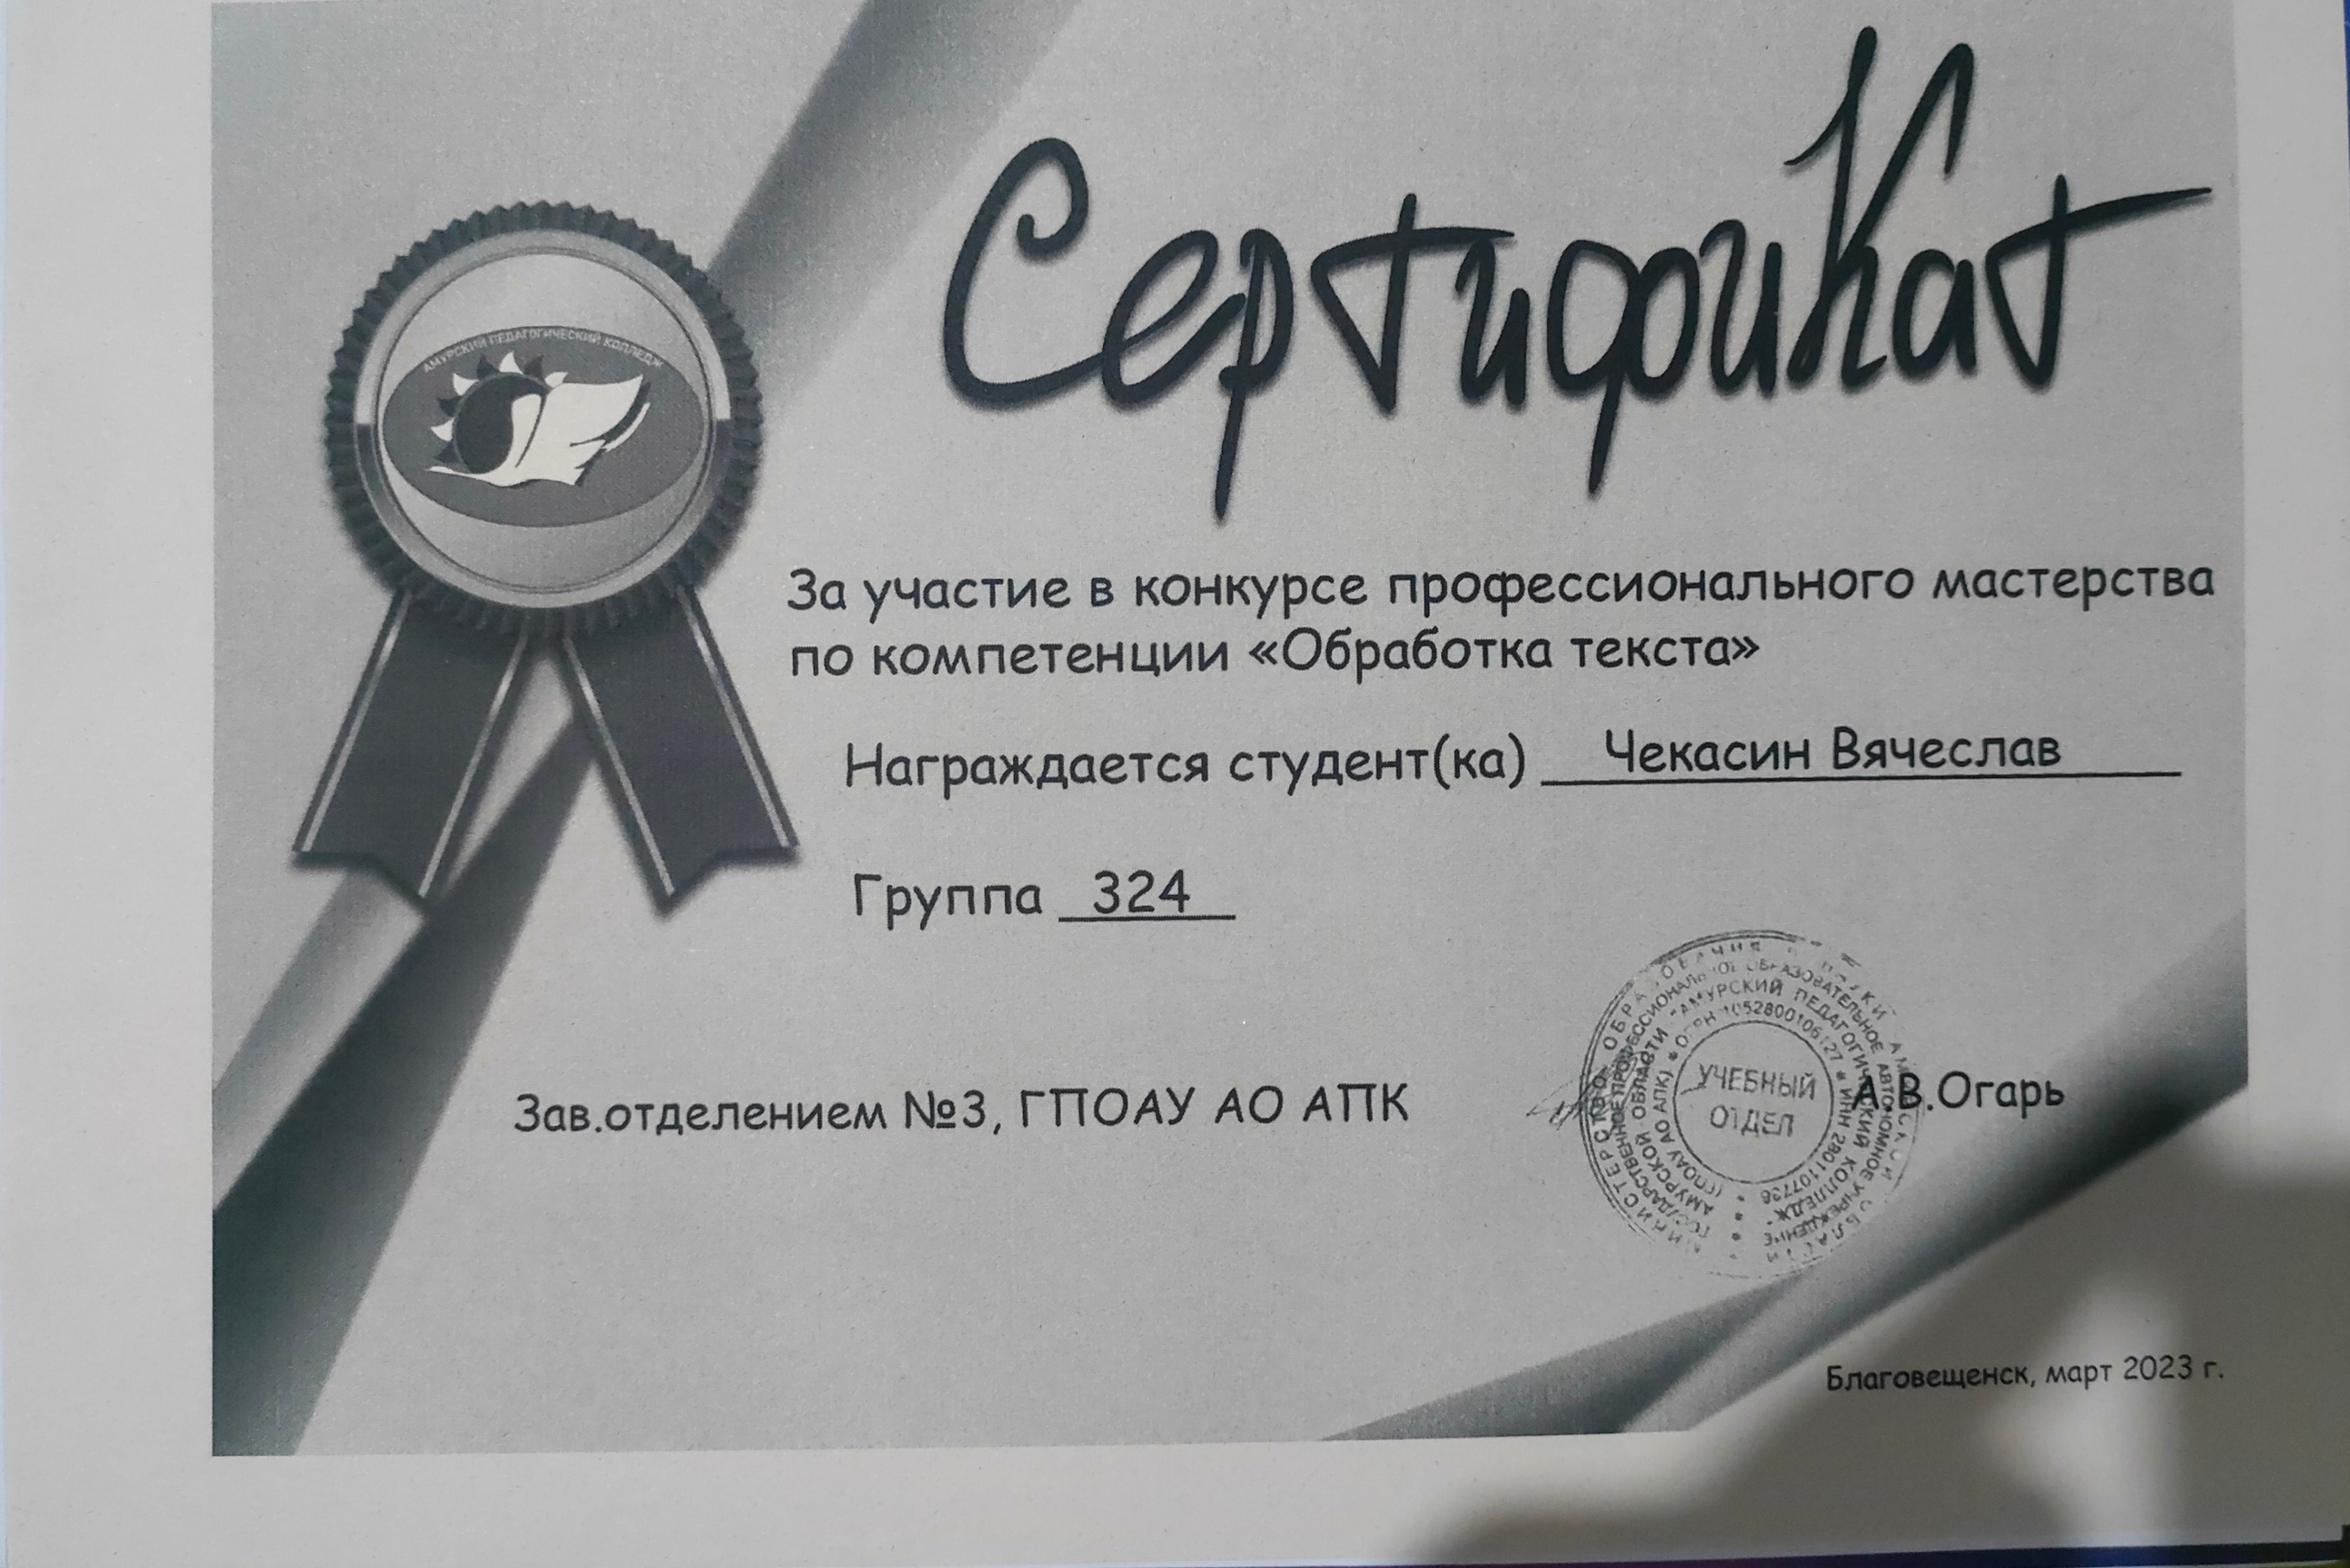 Сертификат
АМУРСКИЙ ПЕДАГОГИЧЕСКИЙ КОЛЛЕДЖ
За участие в конкурсе профессионального мастерства
по компетенции «Обработка текста»
Награждается студент(ка) Чекасин Вячеслав
Группа 324
Зав.отделением №3, ГПОАУ АО АПК А.В.Огарь
МИНИСТЕРСТВО ОБРАЗОВАНИЯ И НАУКИ АМУРСКОЙ ОБЛАСТИ
ГОСУДАРСТВЕННОЕ ПРОФЕССИОНАЛЬНОЕ ОБРАЗОВАТЕЛЬНОЕ АВТОНОМНОЕ УЧРЕЖДЕНИЕ
АМУРСКОЙ ОБЛАСТИ "АМУРСКИЙ ПЕДАГОГИЧЕСКИЙ КОЛЛЕДЖ"
(ГПОАУ АО АПК) * ОГРН 1052800106127 * ИНН 2801107736
УЧЕБНЫЙ
ОТДЕЛ
Благовещенск, март 2023 г.